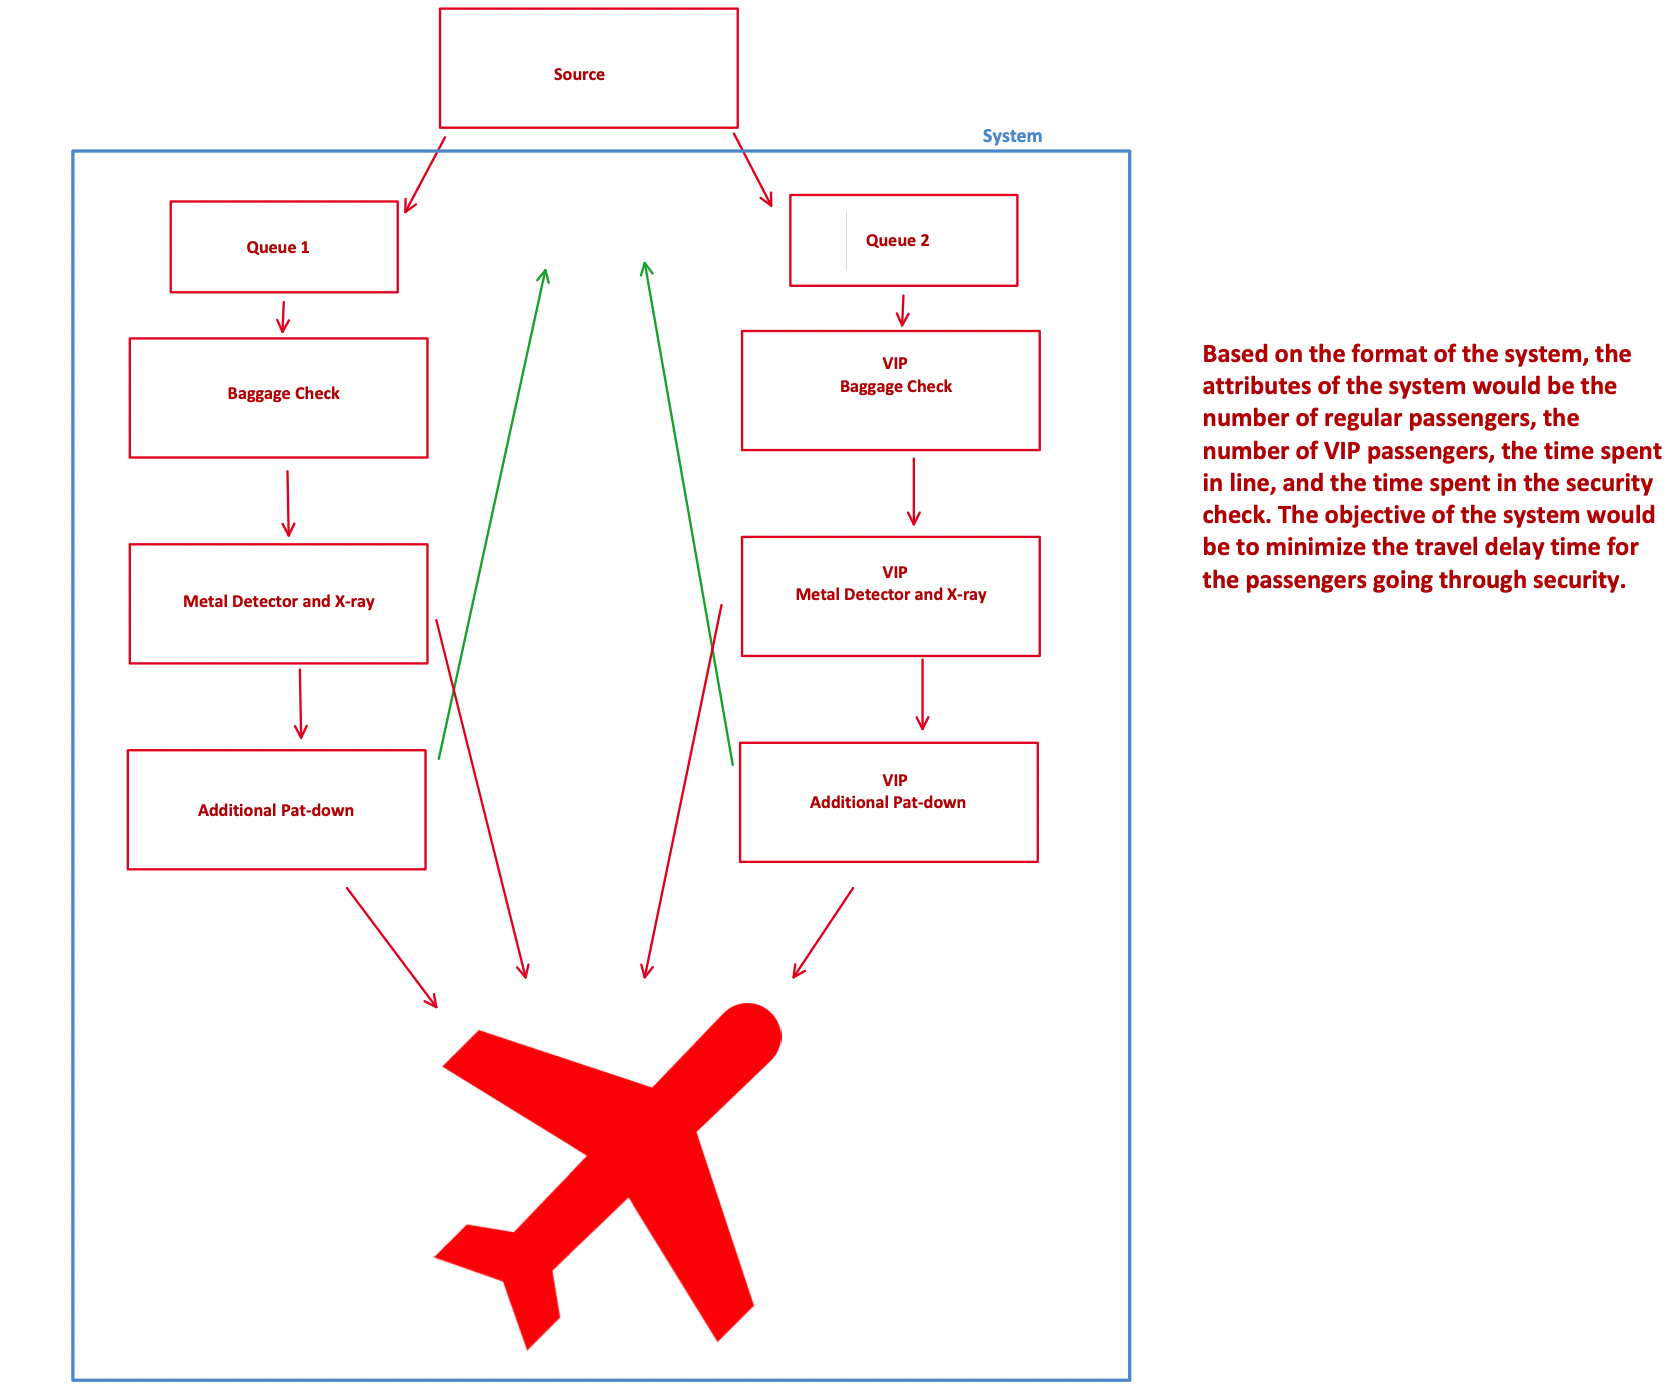 Source
System
Queue 1
Queue 2
Baggage Check
VIP
Baggage Check
Metal Detector and X-ray
VIP
Metal Detector and X-ray
Additional Pat-down
VIP
Additional Pat-down
Based on the format of the system, the
attributes of the system would be the
number of regular passengers, the
number of VIP passengers, the time spent
in line, and the time spent in the security
check. The objective of the system would
be to minimize the travel delay time for
the passengers going through security.